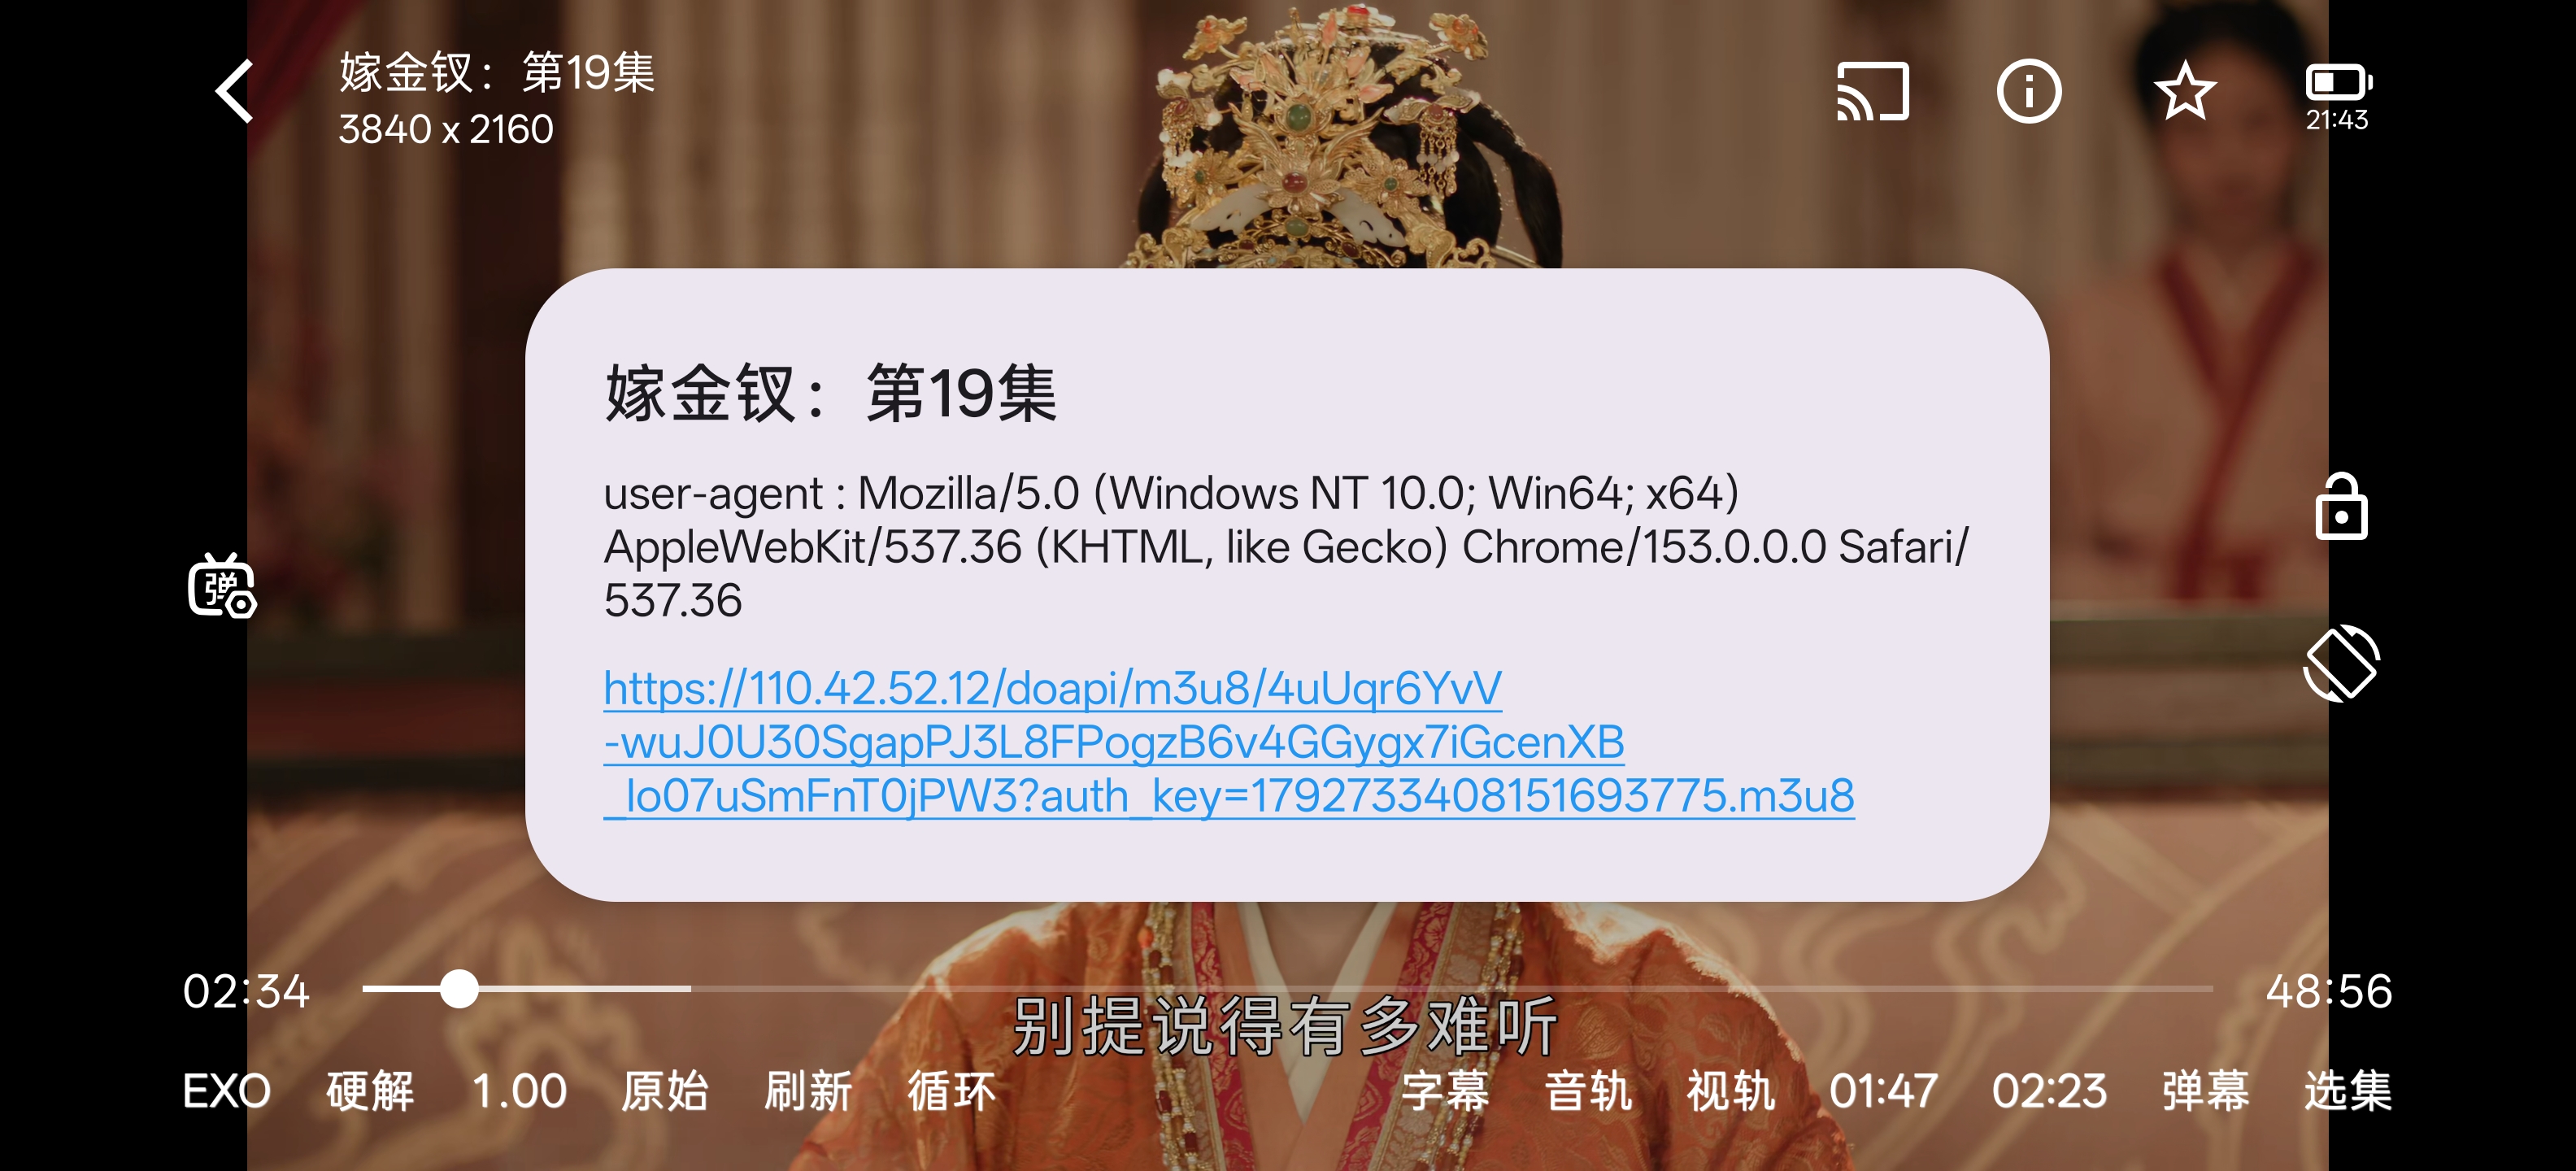 嫁金钗：第19集
3840 x 2160
21:43
嫁金钗：第19集
user-agent : Mozilla/5.0 (Windows NT 10.0; Win64; x64)
AppleWebKit/537.36 (KHTML, like Gecko) Chrome/153.0.0.0 Safari/
537.36
https://110.42.52.12/doapi/m3u8/4uUqr6YvV
-wuJ0U30SgapPJ3L8FPogzB6v4GGygx7iGcenXB
_lo07uSmFnT0jPW3?auth_key=1792733408151693775.m3u8
弹
02:34
48:56
别提说得有多难听
EXO 硬解 1.00 原始 刷新 循环 字幕 音轨 视轨 01:47 02:23 弹幕 选集